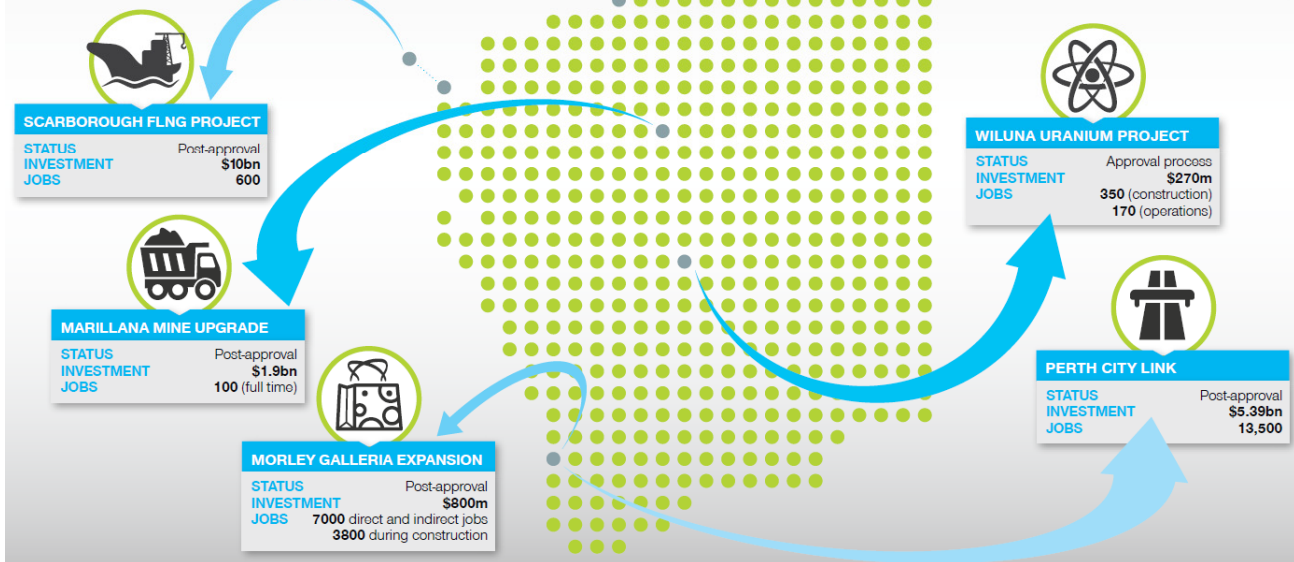 SCARBOROUGH FLNG PROJECT
STATUS Post-approval
INVESTMENT $10bn
JOBS 600
MARILLANA MINE UPGRADE
STATUS Post-approval
INVESTMENT $1.9bn
JOBS 100 (full time)
MORLEY GALLERIA EXPANSION
STATUS Post-approval
INVESTMENT $800m
JOBS 7000 direct and indirect jobs
3800 during construction
WILUNA URANIUM PROJECT
STATUS Approval process
INVESTMENT $270m
JOBS 350 (construction)
170 (operations)
PERTH CITY LINK
STATUS Post-approval
INVESTMENT $5.39bn
JOBS 13,500